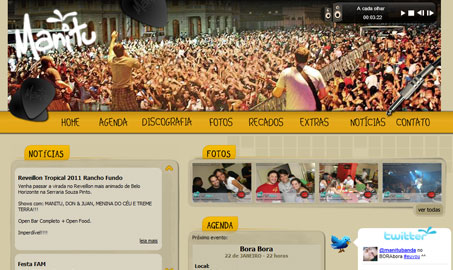 Manitu
A cada olhar
00:03:22
HOME AGENDA DISCOGRAFIA FOTOS RECADOS EXTRAS NOTÍCIAS CONTATO
NOTÍCIAS
Reveillon Tropical 2011 Rancho Fundo
Venha passar a virada no Reveillon mais animado de Belo
Horizonte na Serraria Souza Pinto.
Shows com: MANITU, DON & JUAN, MENINA DO CÉU E TREME
TERRA!!!
Open Bar Completo + Open Food.
Imperdível!!!!
leia mais
Festa FAM
FOTOS
ver todas
AGENDA
Próximo evento:
Bora Bora
22 de JANEIRO - 22 horas
Local:
twitter
@manitubanda no
BORAbora #euvou ^^